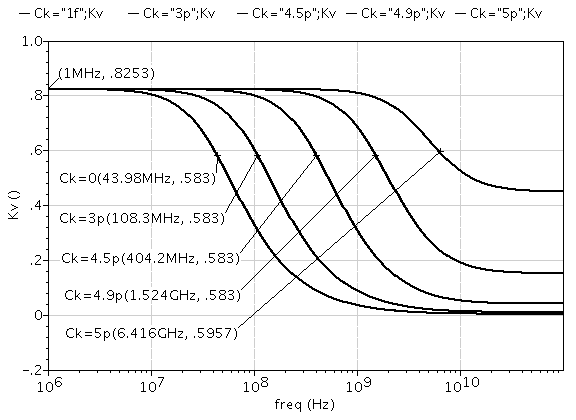 Ck="1f";Kv Ck="3p";Kv Ck="4.5p";Kv Ck="4.9p";Kv Ck="5p";Kv
1.0
(1MHz, .8253)
.8
.6
Ck=0(43.98MHz, .583)
Ck=3p(108.3MHz, .583)
.4
Ck=4.5p(404.2MHz, .583)
.2
Ck=4.9p(1.524GHz, .583)
0
Ck=5p(6.416GHz, .5957)
-.2
Kv ()
10⁶ 10⁷ 10⁸ 10⁹ 10¹⁰
freq (Hz)